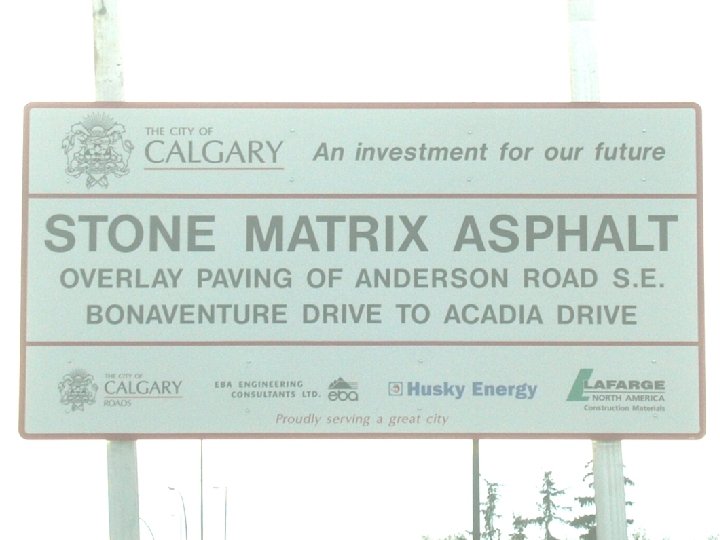 THE CITY OF
CALGARY An investment for our future
STONE MATRIX ASPHALT
OVERLAY PAVING OF ANDERSON ROAD S.E.
BONAVENTURE DRIVE TO ACADIA DRIVE
THE CITY OF
CALGARY
ROADS
EBA ENGINEERING
CONSULTANTS LTD. eba
Husky Energy
LAFARGE
NORTH AMERICA
Construction Materials
Proudly serving a great city